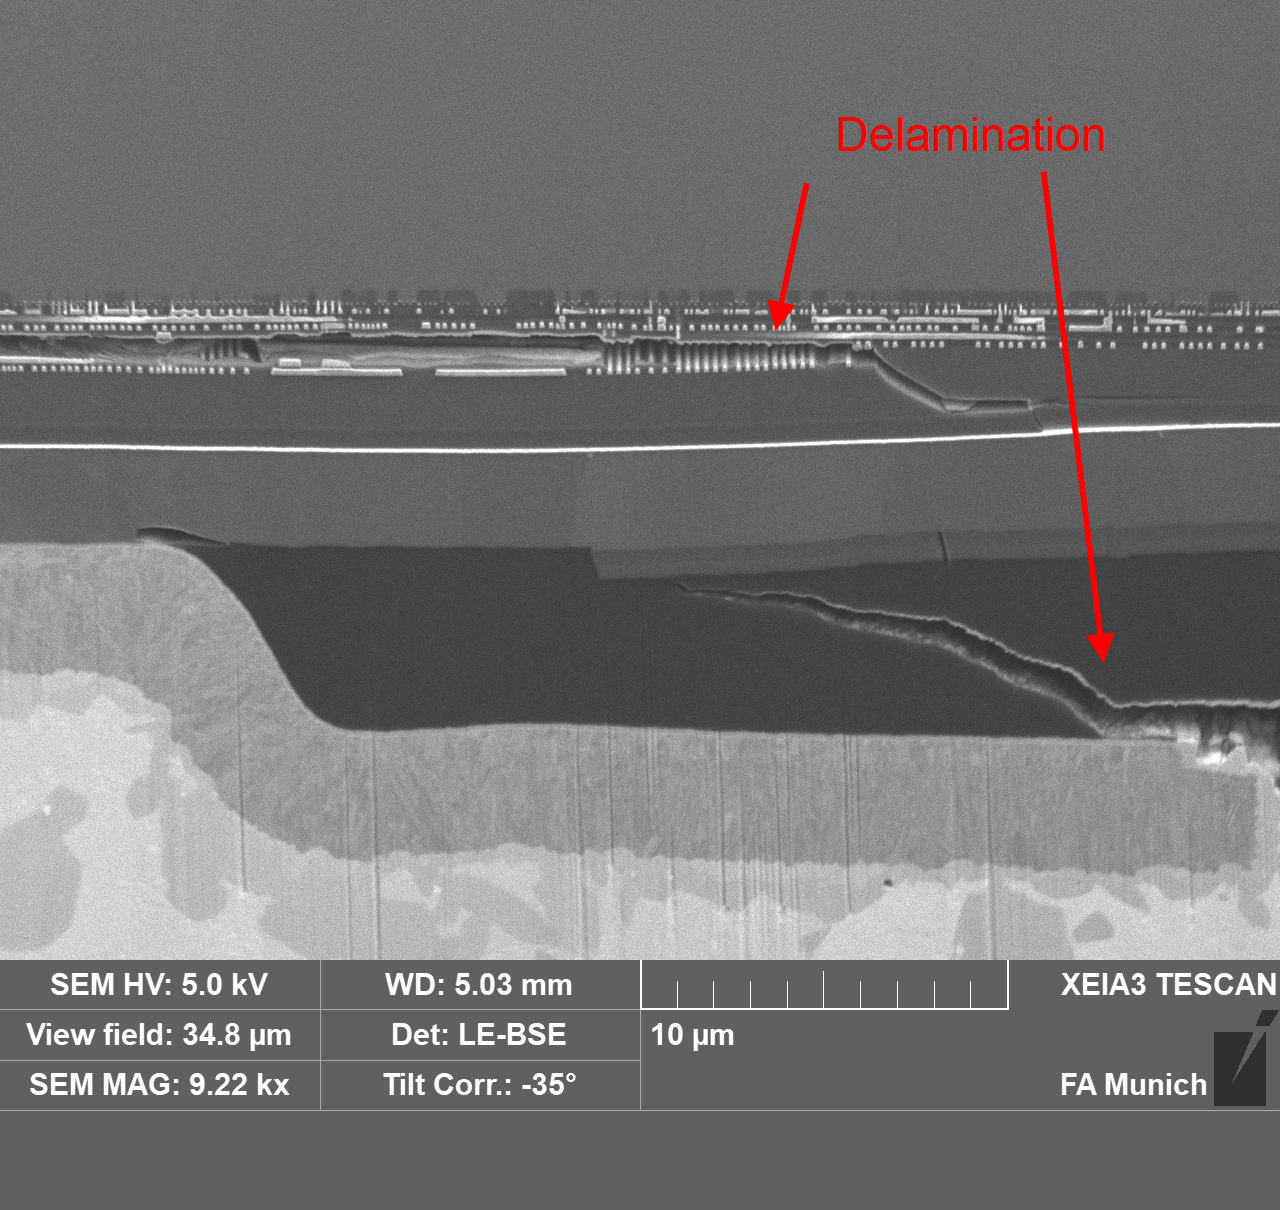 Delamination
SEM HV: 5.0 kV
WD: 5.03 mm
XEIA3 TESCAN
View field: 34.8 µm
Det: LE-BSE
10 µm
SEM MAG: 9.22 kx
Tilt Corr.: -35°
FA Munich